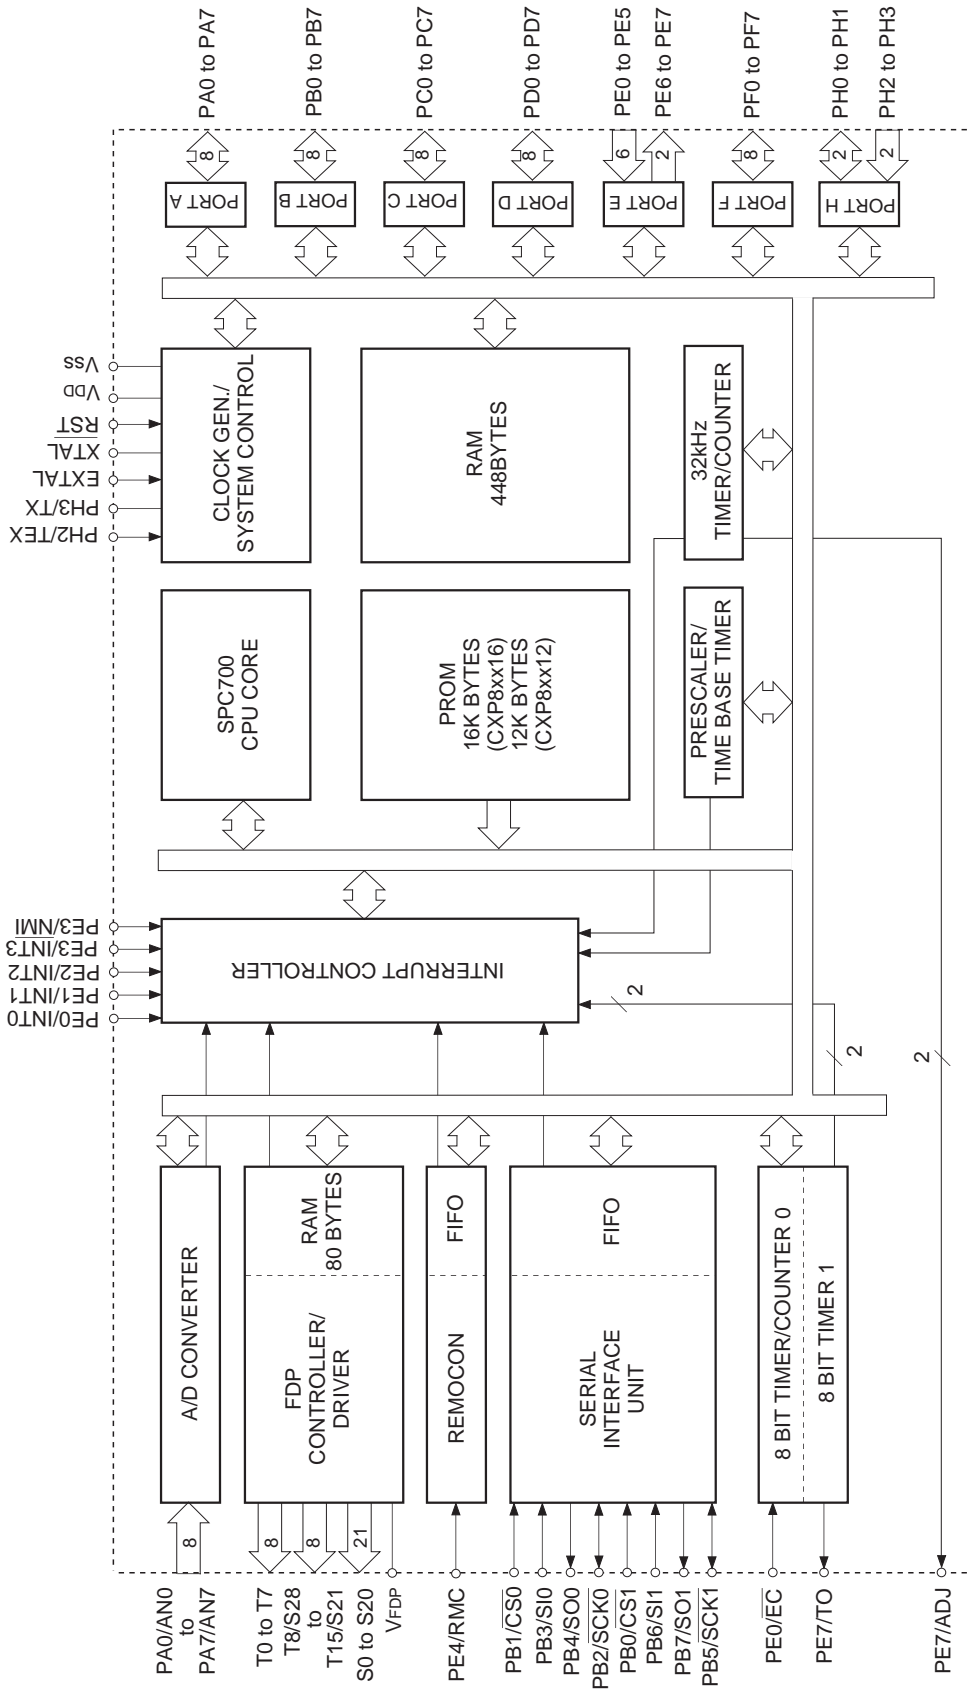 PA0 to PA7
PB0 to PB7
PC0 to PC7
PD0 to PD7
PE0 to PE5
PE6 to PE7
PF0 to PF7
PH0 to PH1
PH2 to PH3
8
8
8
8
6
2
8
2
2
PORT A
PORT B
PORT C
PORT D
PORT E
PORT F
PORT H
VSS
VDD
RST
XTAL
EXTAL
PH3/TX
PH2/TEX
CLOCK GEN./
SYSTEM CONTROL
RAM
448BYTES
32kHz
TIMER/COUNTER
SPC700
CPU CORE
PROM
16K BYTES
(CXP8xx16)
12K BYTES
(CXP8xx12)
PRESCALER/
TIME BASE TIMER
PE3/NMI
PE3/INT3
PE2/INT2
PE1/INT1
PE0/INT0
INTERRUPT CONTROLLER
2
2
2
A/D CONVERTER
FDP
CONTROLLER/
DRIVER
RAM
80 BYTES
REMOCON
FIFO
SERIAL
INTERFACE
UNIT
FIFO
8 BIT TIMER/COUNTER 0
8 BIT TIMER 1
8
8
8
21
PA0/AN0
to
PA7/AN7
T0 to T7
T8/S28
to
T15/S21
S0 to S20
VFDP
PE4/RMC
PB1/CS0
PB3/SI0
PB4/SO0
PB2/SCK0
PB0/CS1
PB6/SI1
PB7/SO1
PB5/SCK1
PE0/EC
PE7/TO
PE7/ADJ